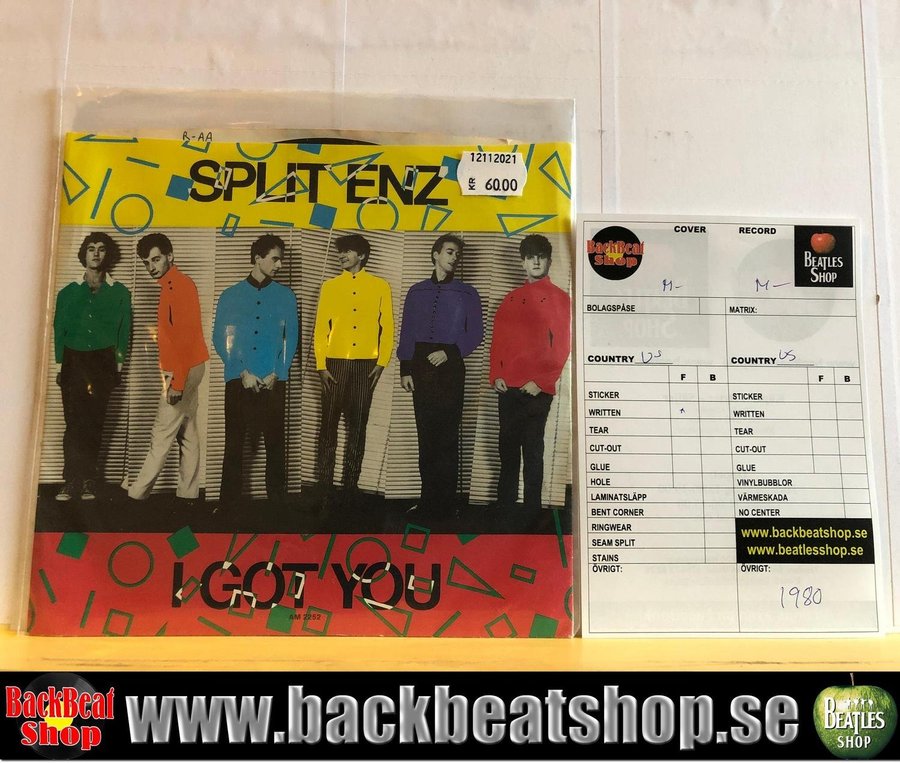 R-AA
SPLIT ENZ
12112021
KR 60.00
I GOT YOU
AM 2252
COVER RECORD
BackBeat Shop
BEATLES SHOP
M- M-
BOLAGSPÅSE MATRIX:
COUNTRY US COUNTRY US
F B F B
STICKER STICKER
WRITTEN WRITTEN
TEAR TEAR
CUT-OUT CUT-OUT
GLUE GLUE
HOLE VINYLBUBBLOR
LAMINATSLÄPP VÄRMESKADA
BENT CORNER NO CENTER
RINGWEAR
SEAM SPLIT
STAINS
www.backbeatshop.se
www.beatlesshop.se
ÖVRIGT: ÖVRIGT:
1980
BackBeat Shop
www.backbeatshop.se
BEATLES SHOP